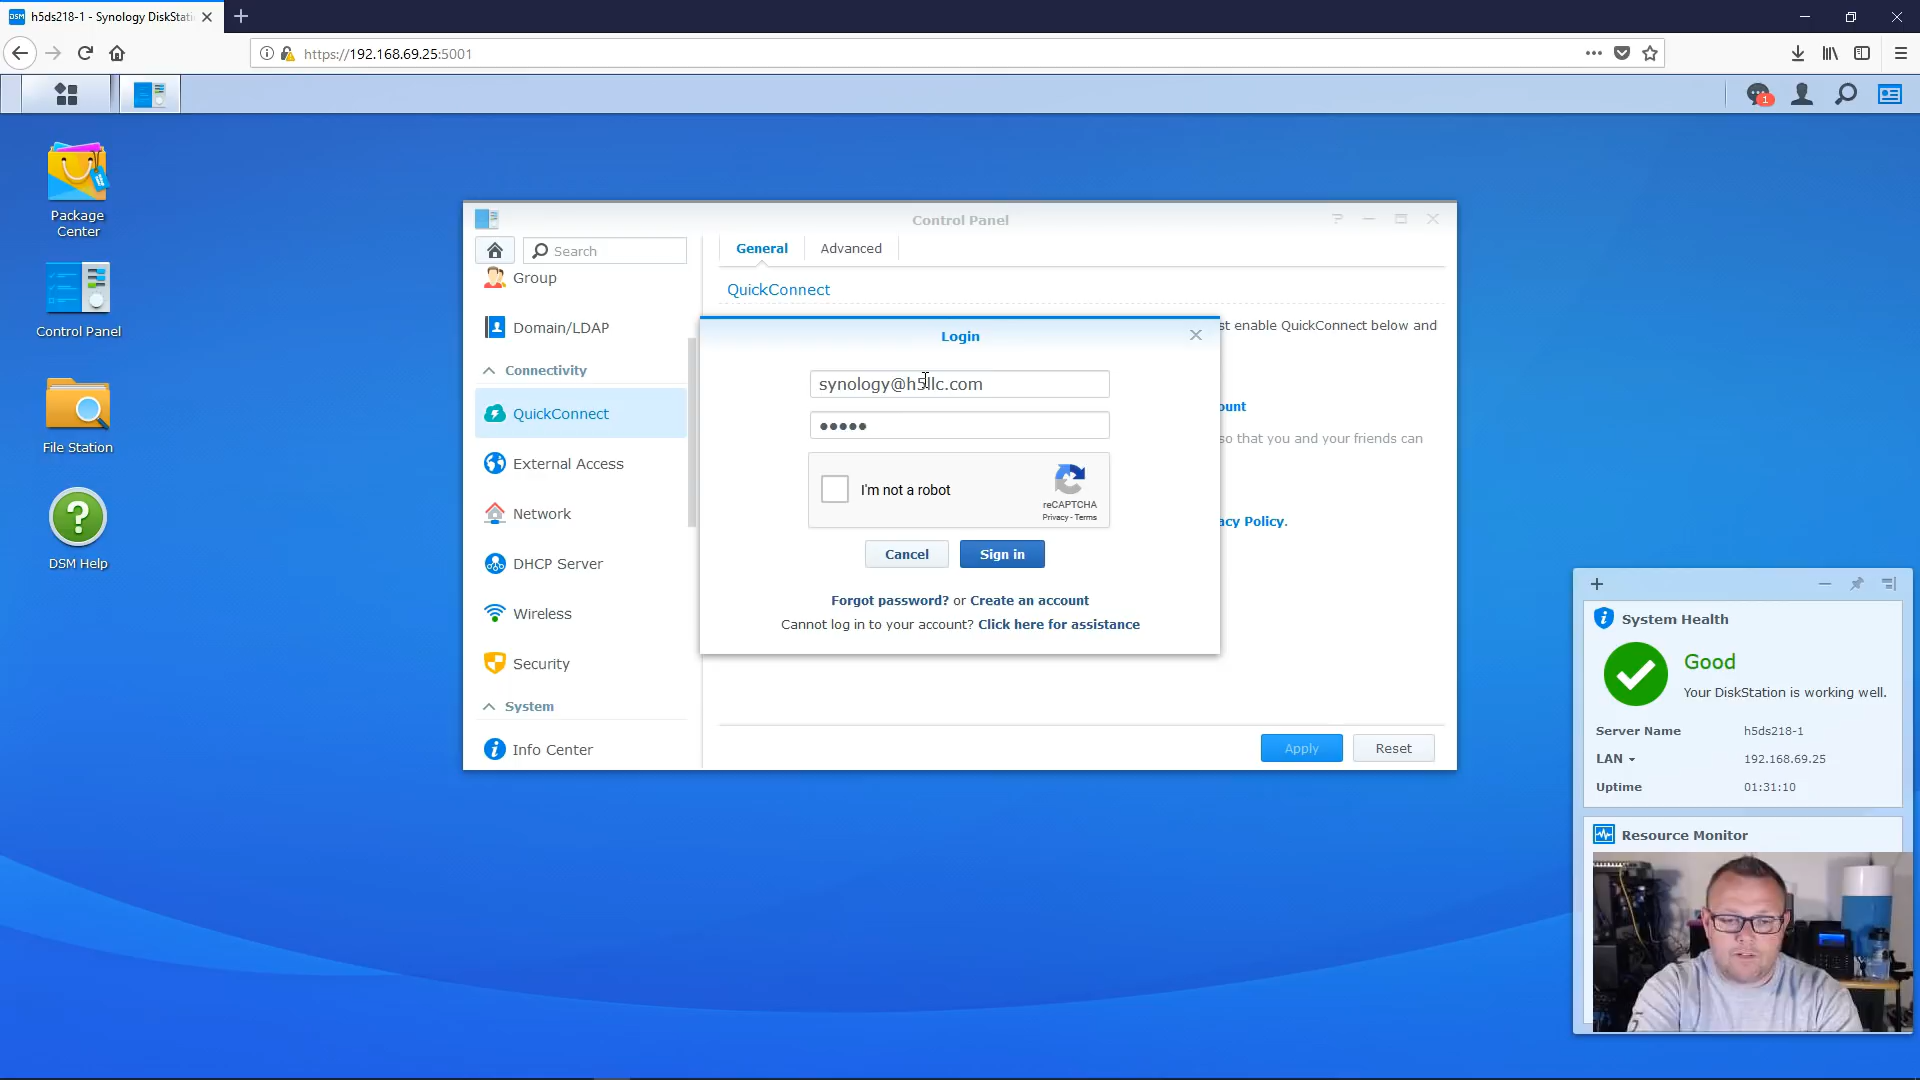 h5ds218-1 - Synology DiskStati
https://192.168.69.25:5001
1
Package
Center
Control Panel
File Station
DSM Help
Control Panel
Search
Group
Domain/LDAP
Connectivity
QuickConnect
External Access
Network
DHCP Server
Wireless
Security
System
Info Center
General
Advanced
QuickConnect
st enable QuickConnect below and
ount
so that you and your friends can
acy Policy.
Apply
Reset
Login
synology@h5llc.com
I'm not a robot
reCAPTCHA
Privacy - Terms
Cancel
Sign in
Forgot password? or Create an account
Cannot log in to your account? Click here for assistance
System Health
Good
Your DiskStation is working well.
Server Name h5ds218-1
LAN 192.168.69.25
Uptime 01:31:10
Resource Monitor